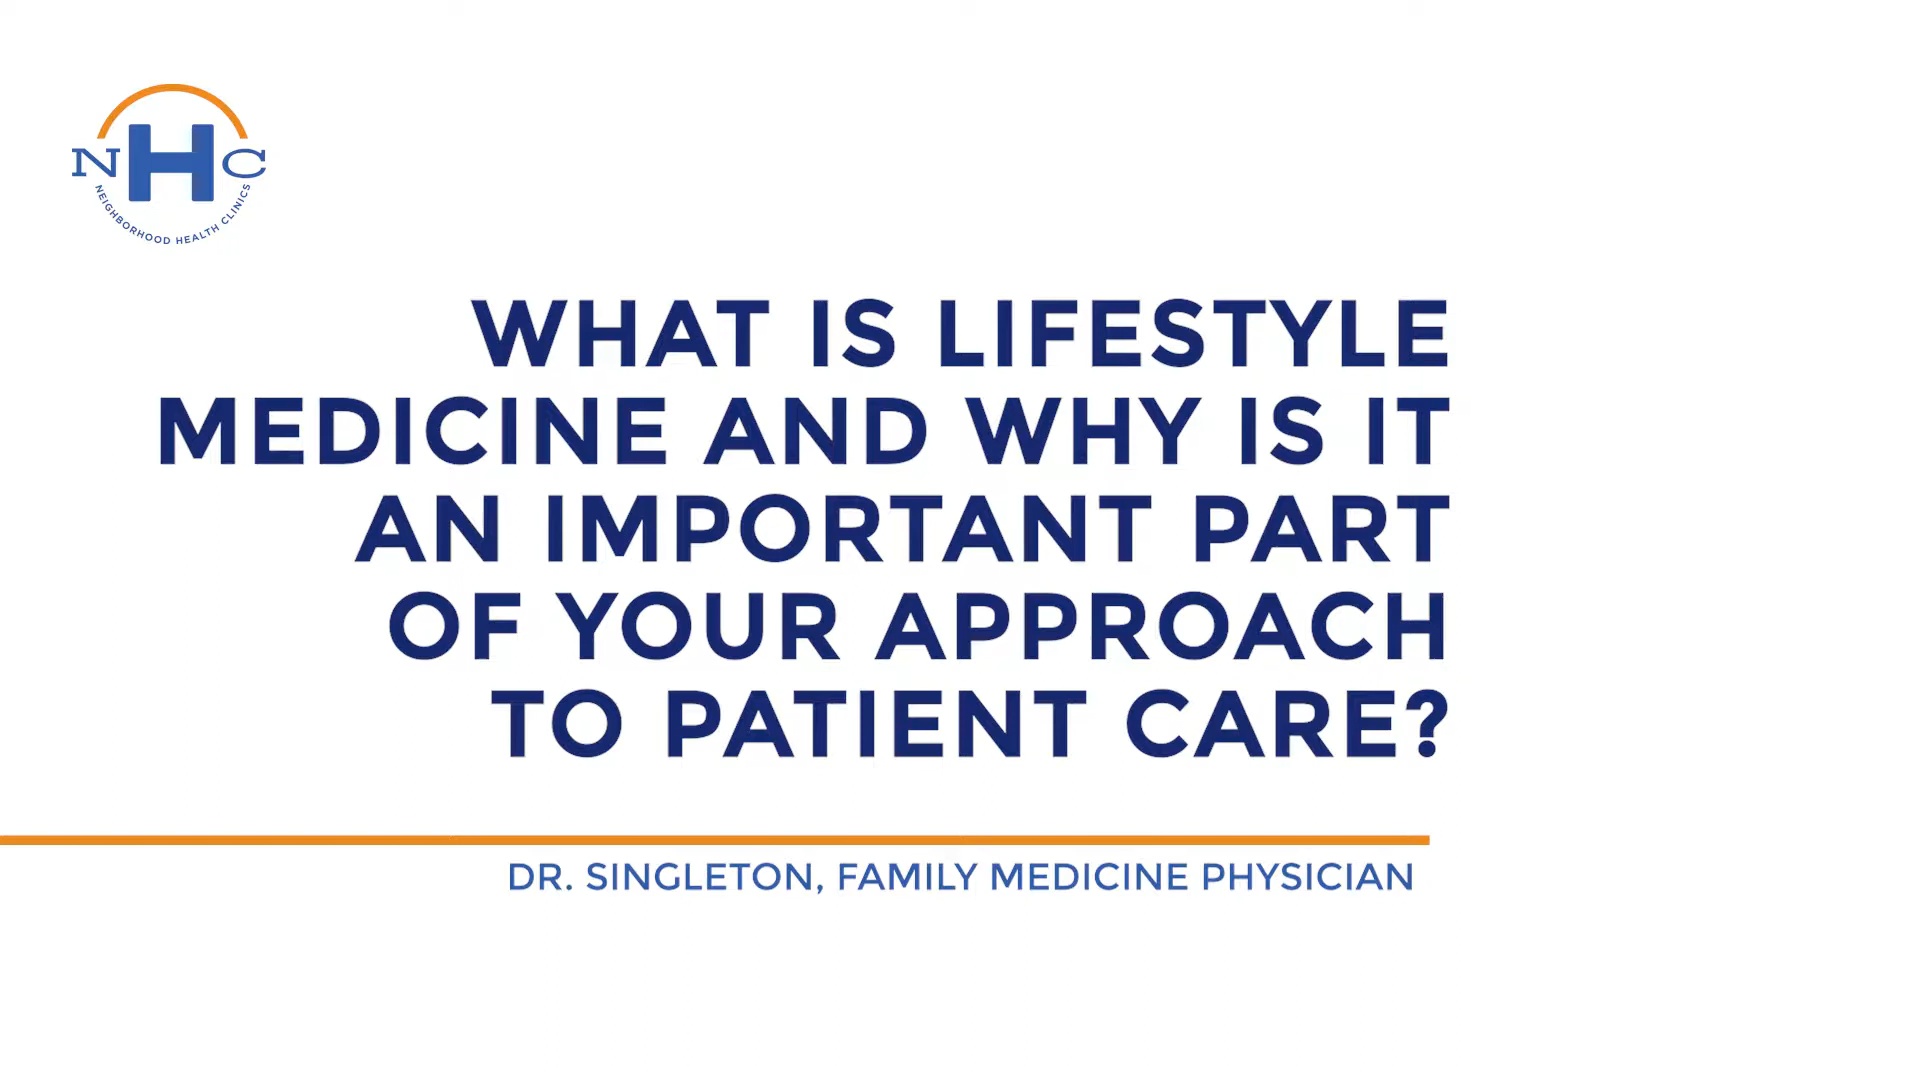 NHC
NEIGHBORHOOD HEALTH CLINICS
WHAT IS LIFESTYLE
MEDICINE AND WHY IS IT
AN IMPORTANT PART
OF YOUR APPROACH
TO PATIENT CARE?
DR. SINGLETON, FAMILY MEDICINE PHYSICIAN